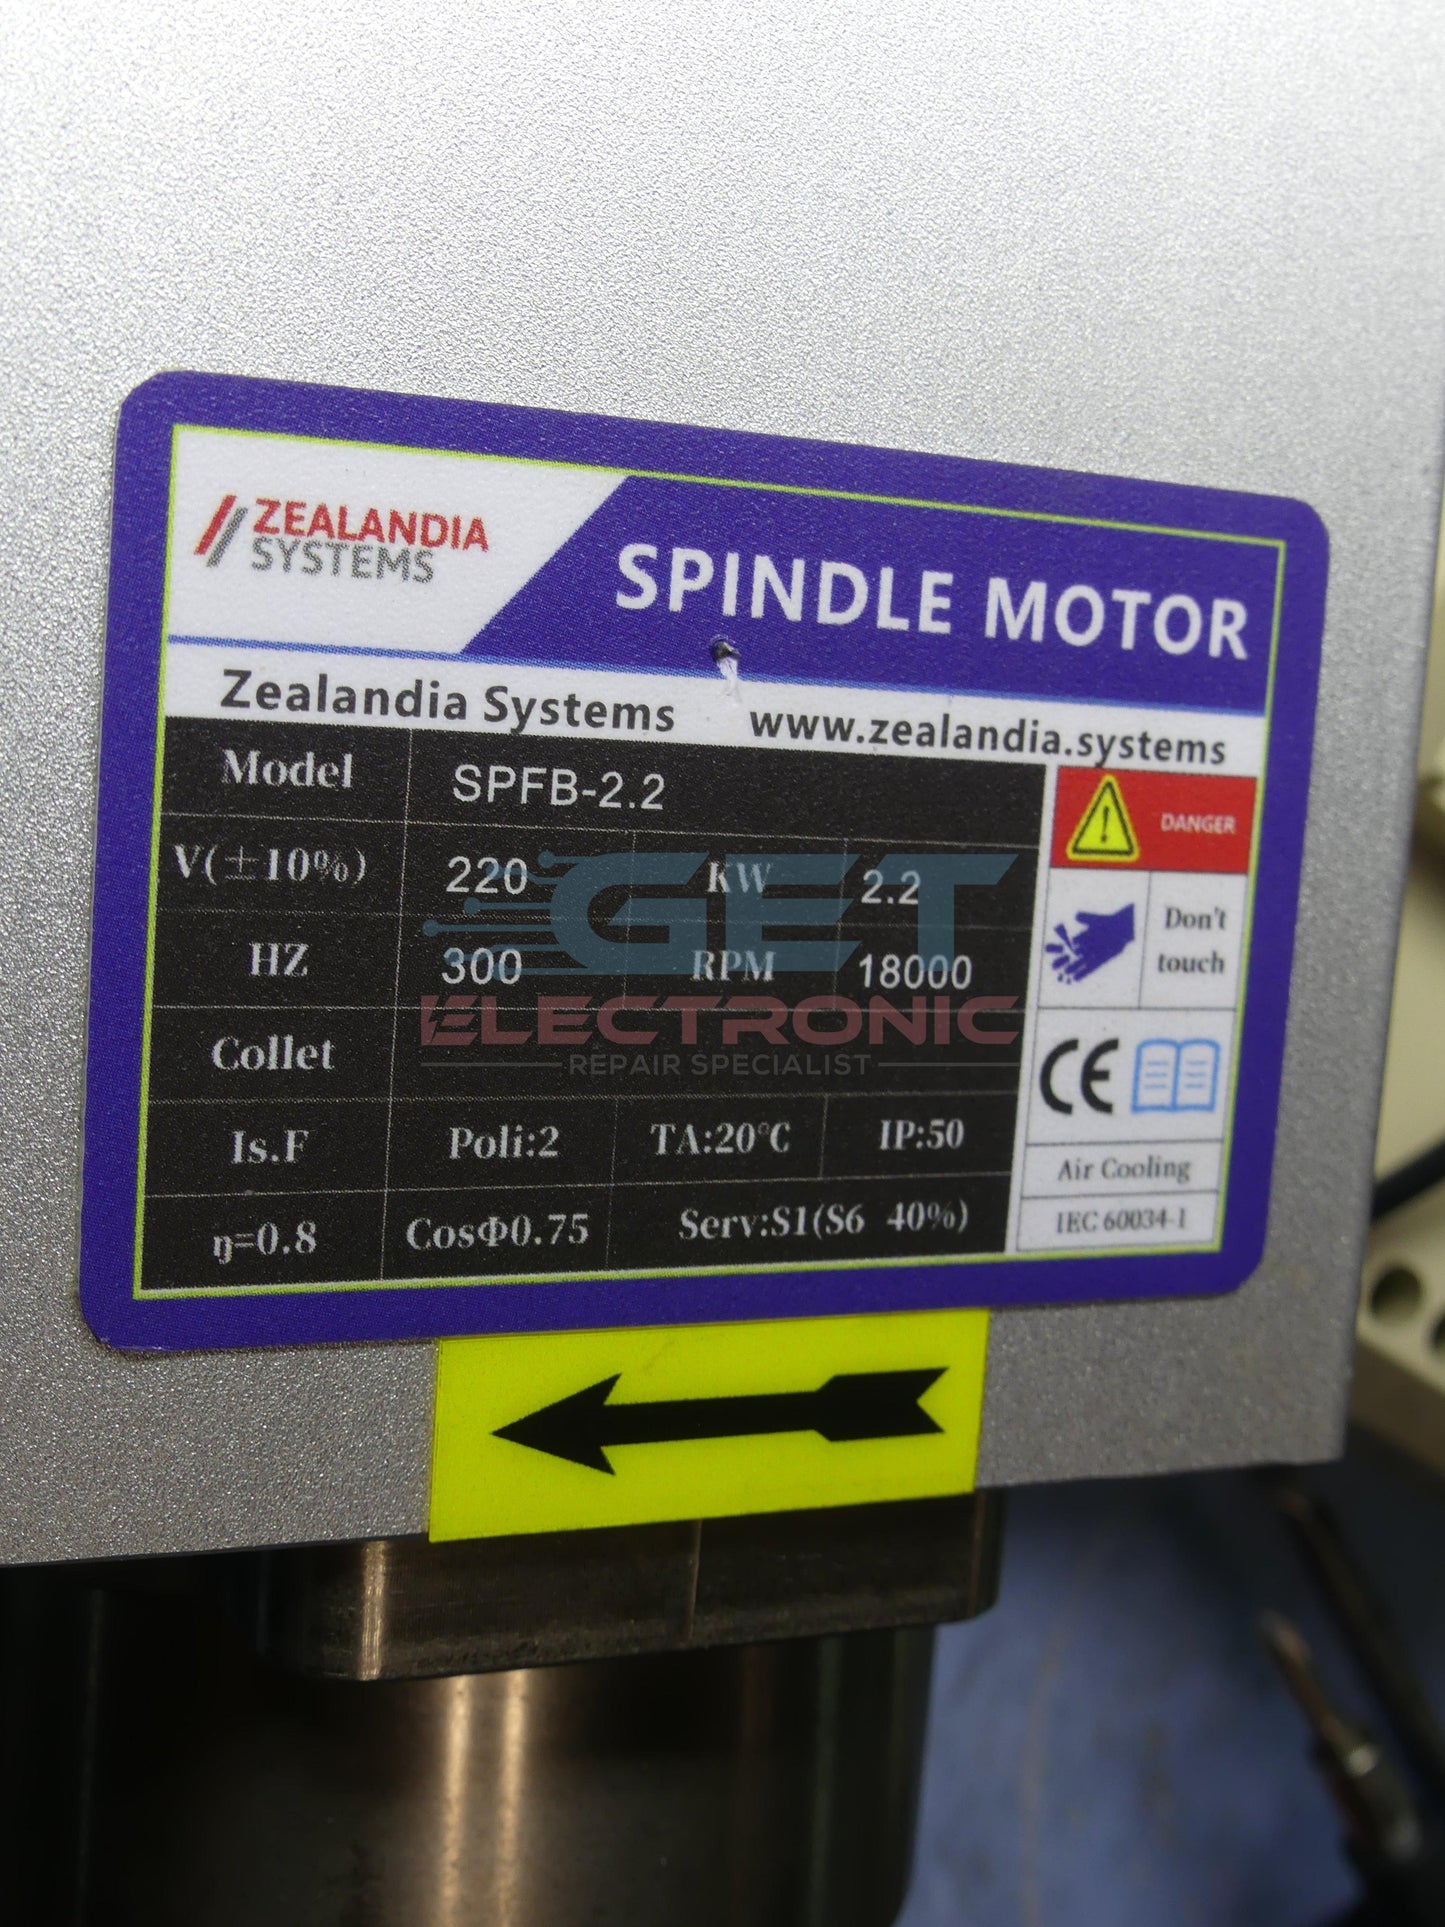 ZEALANDIA
SYSTEMS
SPINDLE MOTOR
Zealandia Systems www.zealandia.systems
Model SPFB-2.2
DANGER
V(±10%) 220 KW 2.2
Don't
touch
HZ 300 RPM 18000
GET
ELECTRONIC
REPAIR SPECIALIST
Collet
CE
Is.F Poli:2 TA:20°C IP:50
Air Cooling
η=0.8 CosΦ0.75 Serv:S1(S6 40%)
IEC 60034-1